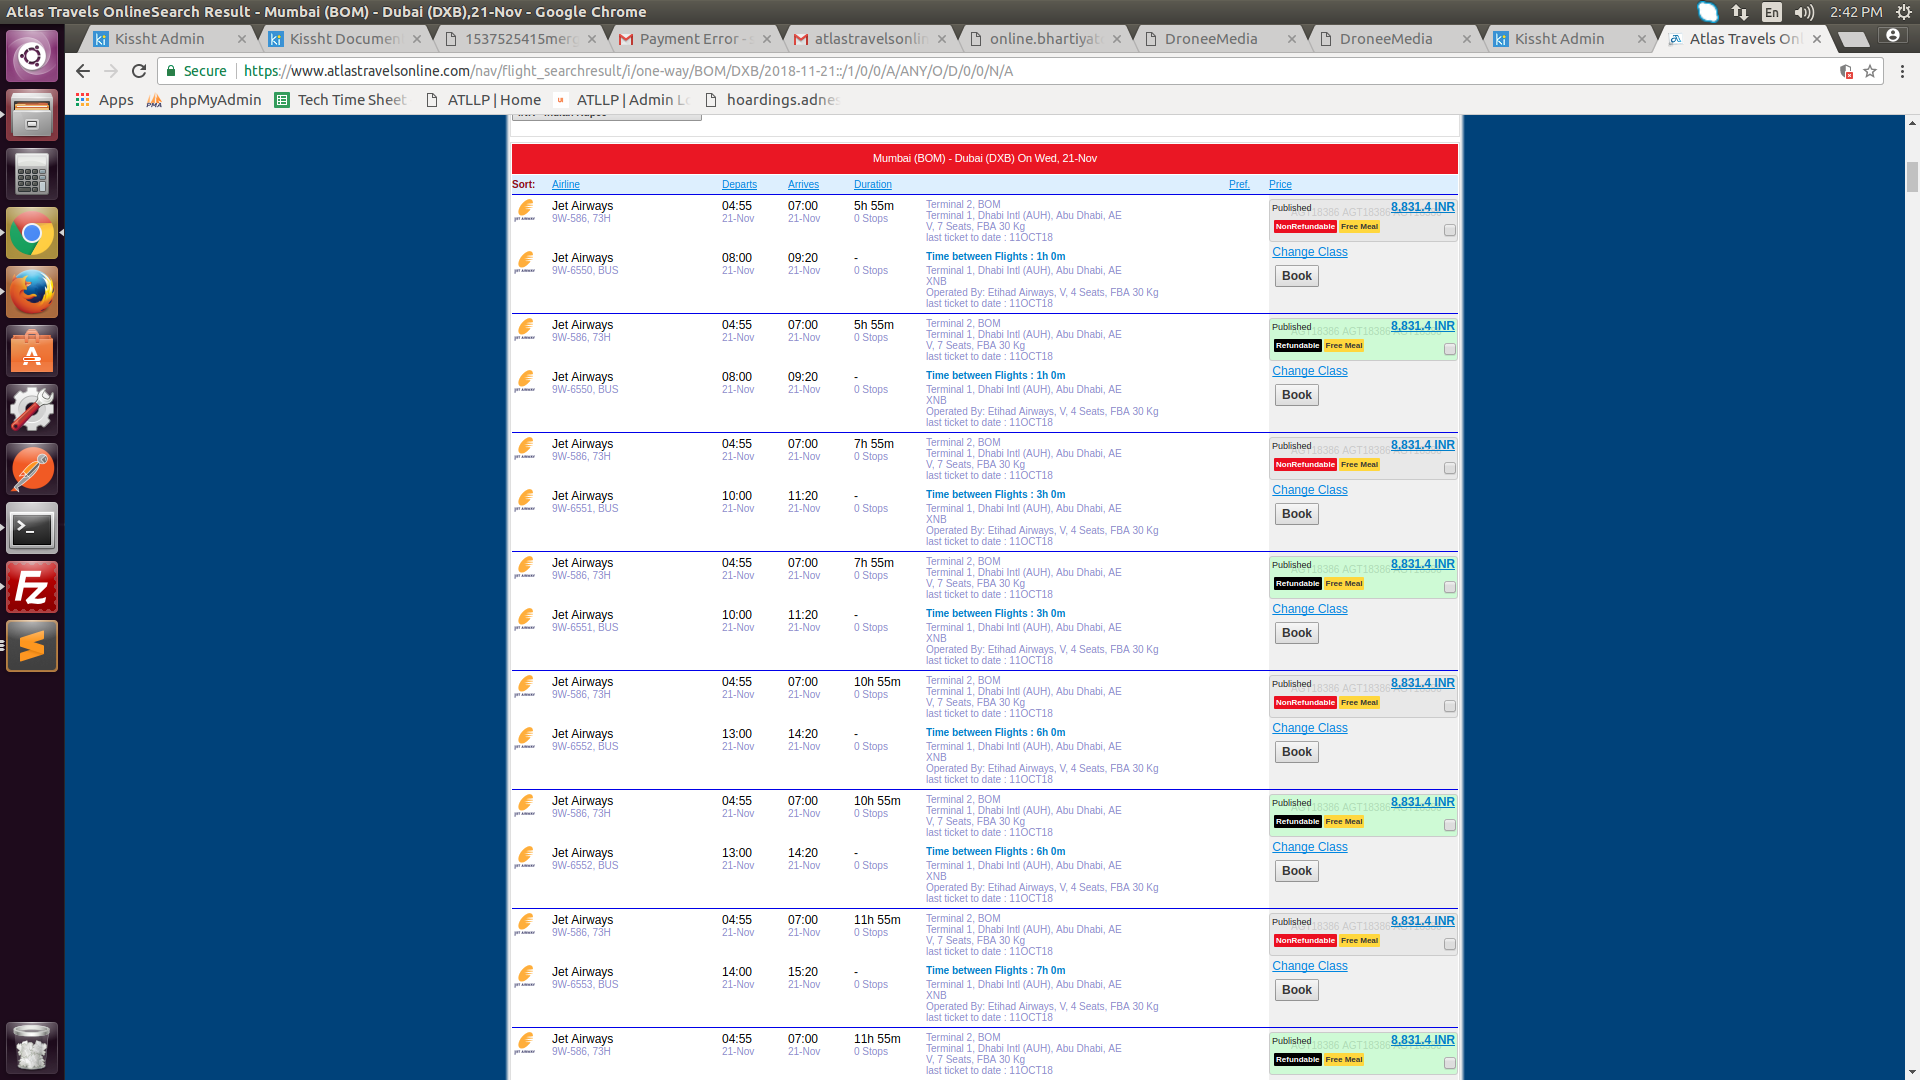 Atlas Travels OnlineSearch Result - Mumbai (BOM) - Dubai (DXB),21-Nov - Google Chrome
En 2:42 PM
Kissht Admin Kissht Documen 1537525415merg Payment Error - atlastravelsonlin online.bhartiyat DroneeMedia DroneeMedia Kissht Admin Atlas Travels Onl
Secure https://www.atlastravelsonline.com/nav/flight_searchresult/i/one-way/BOM/DXB/2018-11-21::/1/0/0/A/ANY/O/D/0/0/N/A
Apps phpMyAdmin Tech Time Sheet ATLLP | Home ATLLP | Admin Lo hoardings.adnes
Mumbai (BOM) - Dubai (DXB) On Wed, 21-Nov
Sort: Airline Departs Arrives Duration Pref. Price
Jet Airways 04:55 07:00 5h 55m Terminal 2, BOM Published 8,831.4 INR
9W-586, 73H 21-Nov 21-Nov 0 Stops Terminal 1, Dhabi Intl (AUH), Abu Dhabi, AE
V, 7 Seats, FBA 30 Kg NonRefundable Free Meal
last ticket to date : 11OCT18
Jet Airways 08:00 09:20 - Time between Flights : 1h 0m Change Class
9W-6550, BUS 21-Nov 21-Nov 0 Stops Terminal 1, Dhabi Intl (AUH), Abu Dhabi, AE
XNB Book
Operated By: Etihad Airways, V, 4 Seats, FBA 30 Kg
last ticket to date : 11OCT18
Jet Airways 04:55 07:00 5h 55m Terminal 2, BOM Published 8,831.4 INR
9W-586, 73H 21-Nov 21-Nov 0 Stops Terminal 1, Dhabi Intl (AUH), Abu Dhabi, AE
V, 7 Seats, FBA 30 Kg Refundable Free Meal
last ticket to date : 11OCT18
Jet Airways 08:00 09:20 - Time between Flights : 1h 0m Change Class
9W-6550, BUS 21-Nov 21-Nov 0 Stops Terminal 1, Dhabi Intl (AUH), Abu Dhabi, AE
XNB Book
Operated By: Etihad Airways, V, 4 Seats, FBA 30 Kg
last ticket to date : 11OCT18
Jet Airways 04:55 07:00 7h 55m Terminal 2, BOM Published 8,831.4 INR
9W-586, 73H 21-Nov 21-Nov 0 Stops Terminal 1, Dhabi Intl (AUH), Abu Dhabi, AE
V, 7 Seats, FBA 30 Kg NonRefundable Free Meal
last ticket to date : 11OCT18
Jet Airways 10:00 11:20 - Time between Flights : 3h 0m Change Class
9W-6551, BUS 21-Nov 21-Nov 0 Stops Terminal 1, Dhabi Intl (AUH), Abu Dhabi, AE
XNB Book
Operated By: Etihad Airways, V, 4 Seats, FBA 30 Kg
last ticket to date : 11OCT18
Jet Airways 04:55 07:00 7h 55m Terminal 2, BOM Published 8,831.4 INR
9W-586, 73H 21-Nov 21-Nov 0 Stops Terminal 1, Dhabi Intl (AUH), Abu Dhabi, AE
V, 7 Seats, FBA 30 Kg Refundable Free Meal
last ticket to date : 11OCT18
Jet Airways 10:00 11:20 - Time between Flights : 3h 0m Change Class
9W-6551, BUS 21-Nov 21-Nov 0 Stops Terminal 1, Dhabi Intl (AUH), Abu Dhabi, AE
XNB Book
Operated By: Etihad Airways, V, 4 Seats, FBA 30 Kg
last ticket to date : 11OCT18
Jet Airways 04:55 07:00 10h 55m Terminal 2, BOM Published 8,831.4 INR
9W-586, 73H 21-Nov 21-Nov 0 Stops Terminal 1, Dhabi Intl (AUH), Abu Dhabi, AE
V, 7 Seats, FBA 30 Kg NonRefundable Free Meal
last ticket to date : 11OCT18
Jet Airways 13:00 14:20 - Time between Flights : 6h 0m Change Class
9W-6552, BUS 21-Nov 21-Nov 0 Stops Terminal 1, Dhabi Intl (AUH), Abu Dhabi, AE
XNB Book
Operated By: Etihad Airways, V, 4 Seats, FBA 30 Kg
last ticket to date : 11OCT18
Jet Airways 04:55 07:00 10h 55m Terminal 2, BOM Published 8,831.4 INR
9W-586, 73H 21-Nov 21-Nov 0 Stops Terminal 1, Dhabi Intl (AUH), Abu Dhabi, AE
V, 7 Seats, FBA 30 Kg Refundable Free Meal
last ticket to date : 11OCT18
Jet Airways 13:00 14:20 - Time between Flights : 6h 0m Change Class
9W-6552, BUS 21-Nov 21-Nov 0 Stops Terminal 1, Dhabi Intl (AUH), Abu Dhabi, AE
XNB Book
Operated By: Etihad Airways, V, 4 Seats, FBA 30 Kg
last ticket to date : 11OCT18
Jet Airways 04:55 07:00 11h 55m Terminal 2, BOM Published 8,831.4 INR
9W-586, 73H 21-Nov 21-Nov 0 Stops Terminal 1, Dhabi Intl (AUH), Abu Dhabi, AE
V, 7 Seats, FBA 30 Kg NonRefundable Free Meal
last ticket to date : 11OCT18
Jet Airways 14:00 15:20 - Time between Flights : 7h 0m Change Class
9W-6553, BUS 21-Nov 21-Nov 0 Stops Terminal 1, Dhabi Intl (AUH), Abu Dhabi, AE
XNB Book
Operated By: Etihad Airways, V, 4 Seats, FBA 30 Kg
last ticket to date : 11OCT18
Jet Airways 04:55 07:00 11h 55m Terminal 2, BOM Published 8,831.4 INR
9W-586, 73H 21-Nov 21-Nov 0 Stops Terminal 1, Dhabi Intl (AUH), Abu Dhabi, AE
V, 7 Seats, FBA 30 Kg Refundable Free Meal
last ticket to date : 11OCT18